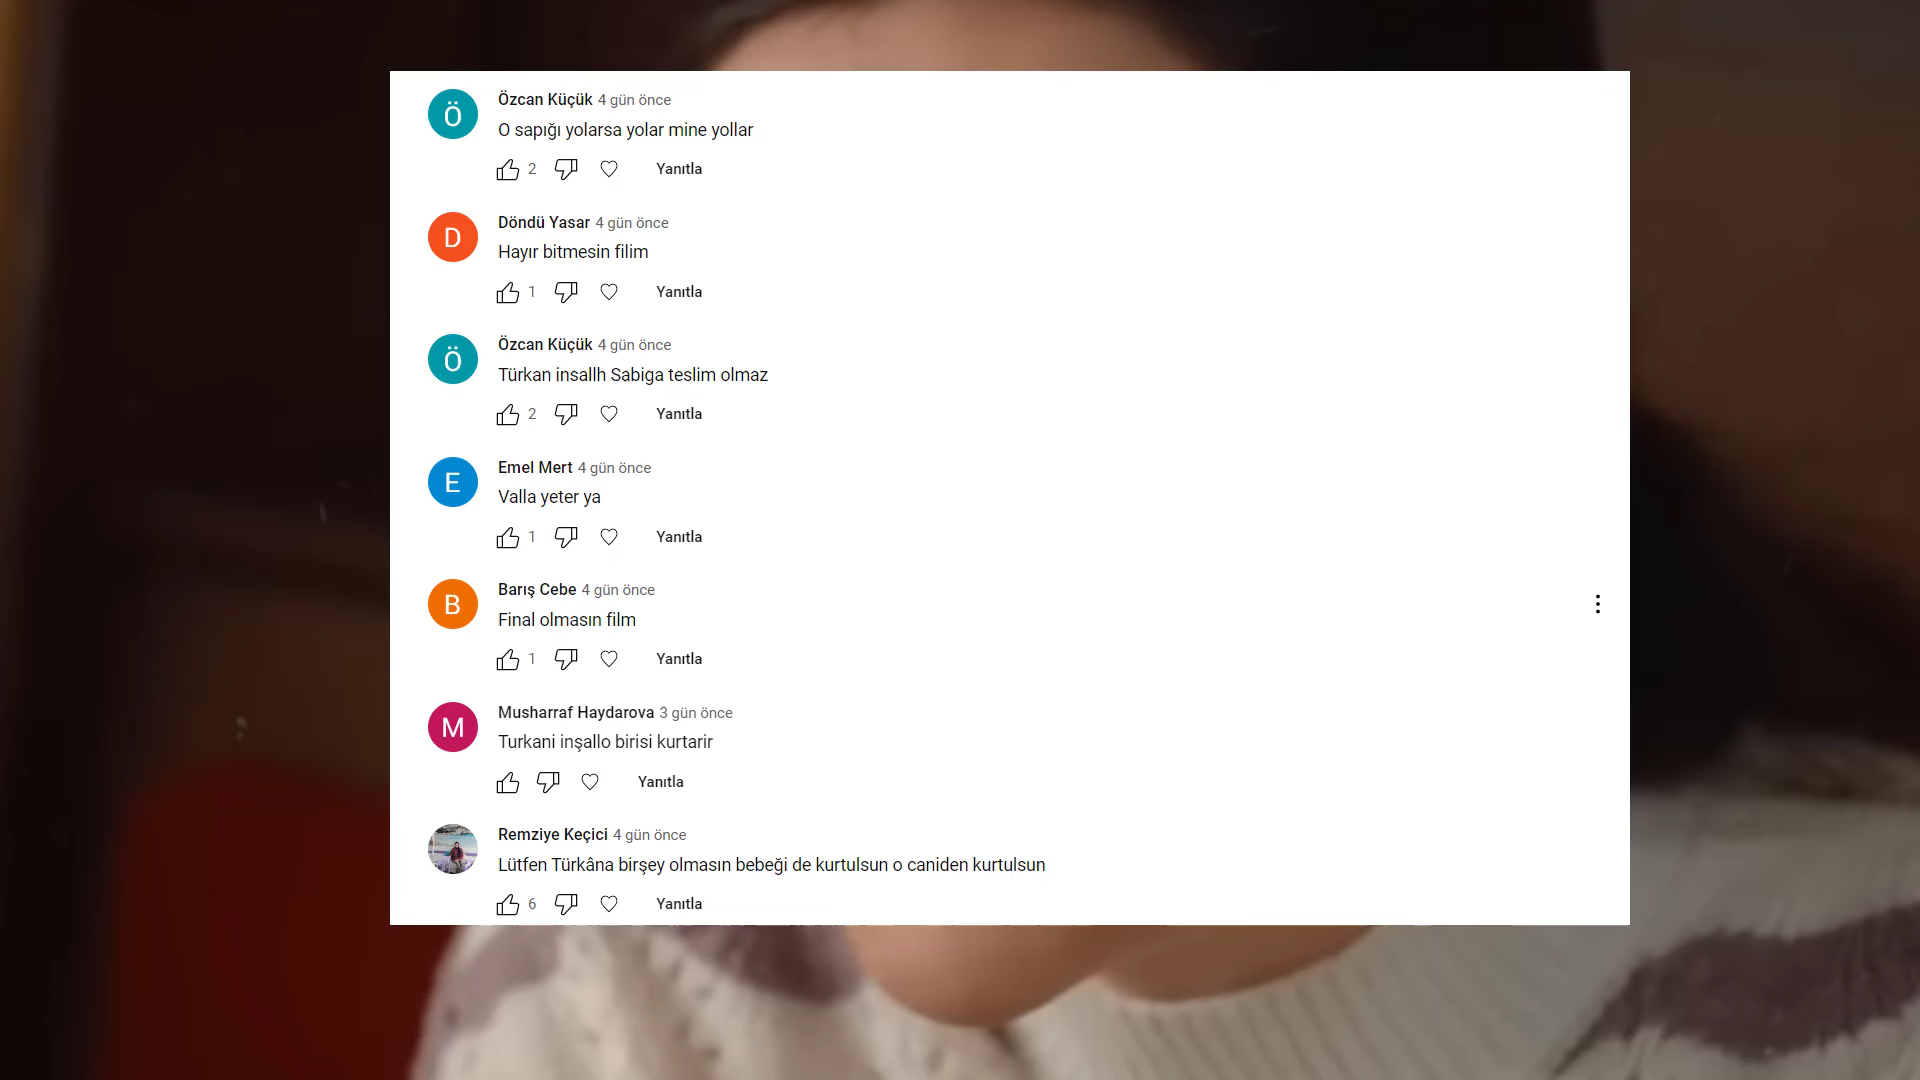 Ö
Özcan Küçük 4 gün önce
O sapığı yolarsa yolar mine yollar
2 Yanıtla
D
Döndü Yasar 4 gün önce
Hayır bitmesin filim
1 Yanıtla
Ö
Özcan Küçük 4 gün önce
Türkan insallh Sabiga teslim olmaz
2 Yanıtla
E
Emel Mert 4 gün önce
Valla yeter ya
1 Yanıtla
B
Barış Cebe 4 gün önce
Final olmasın film
1 Yanıtla
M
Musharraf Haydarova 3 gün önce
Turkani inşallo birisi kurtarir
Yanıtla
Remziye Keçici 4 gün önce
Lütfen Türkâna birşey olmasın bebeği de kurtulsun o caniden kurtulsun
6 Yanıtla